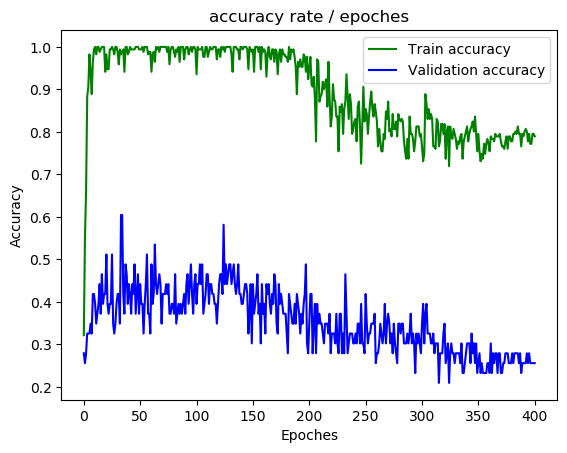 accuracy rate / epoches
Train accuracy
Validation accuracy
Accuracy
1.0
0.9
0.8
0.7
0.6
0.5
0.4
0.3
0.2
0 50 100 150 200 250 300 350 400
Epoches